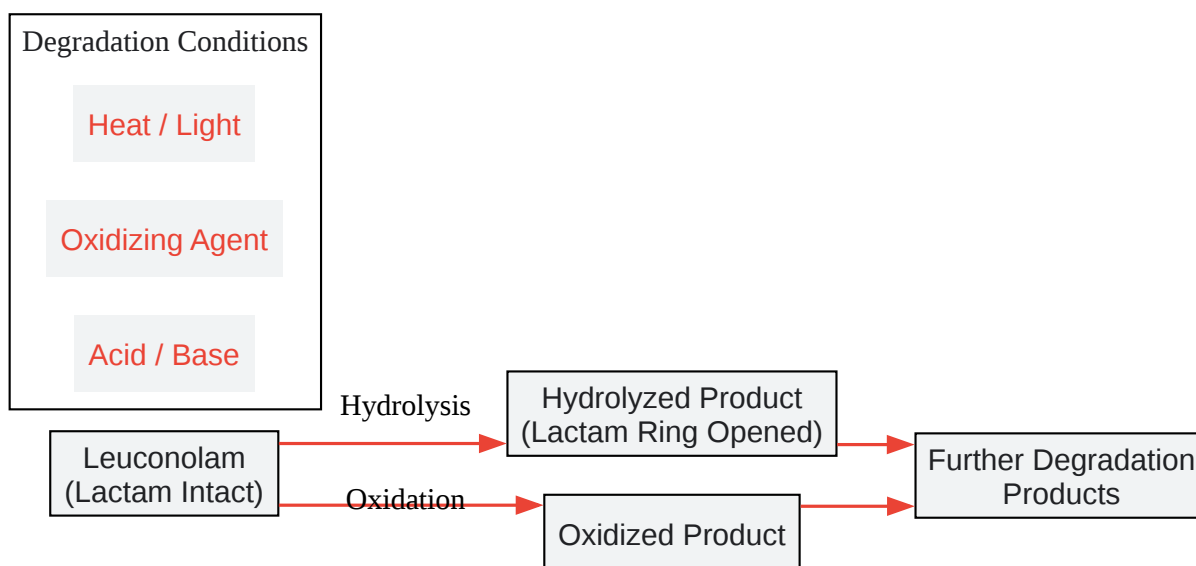 Degradation Conditions
Heat / Light
Oxidizing Agent
Acid / Base
Hydrolysis
Hydrolyzed Product
(Lactam Ring Opened)
Leuconolam
(Lactam Intact)
Further Degradation
Products
Oxidation
Oxidized Product